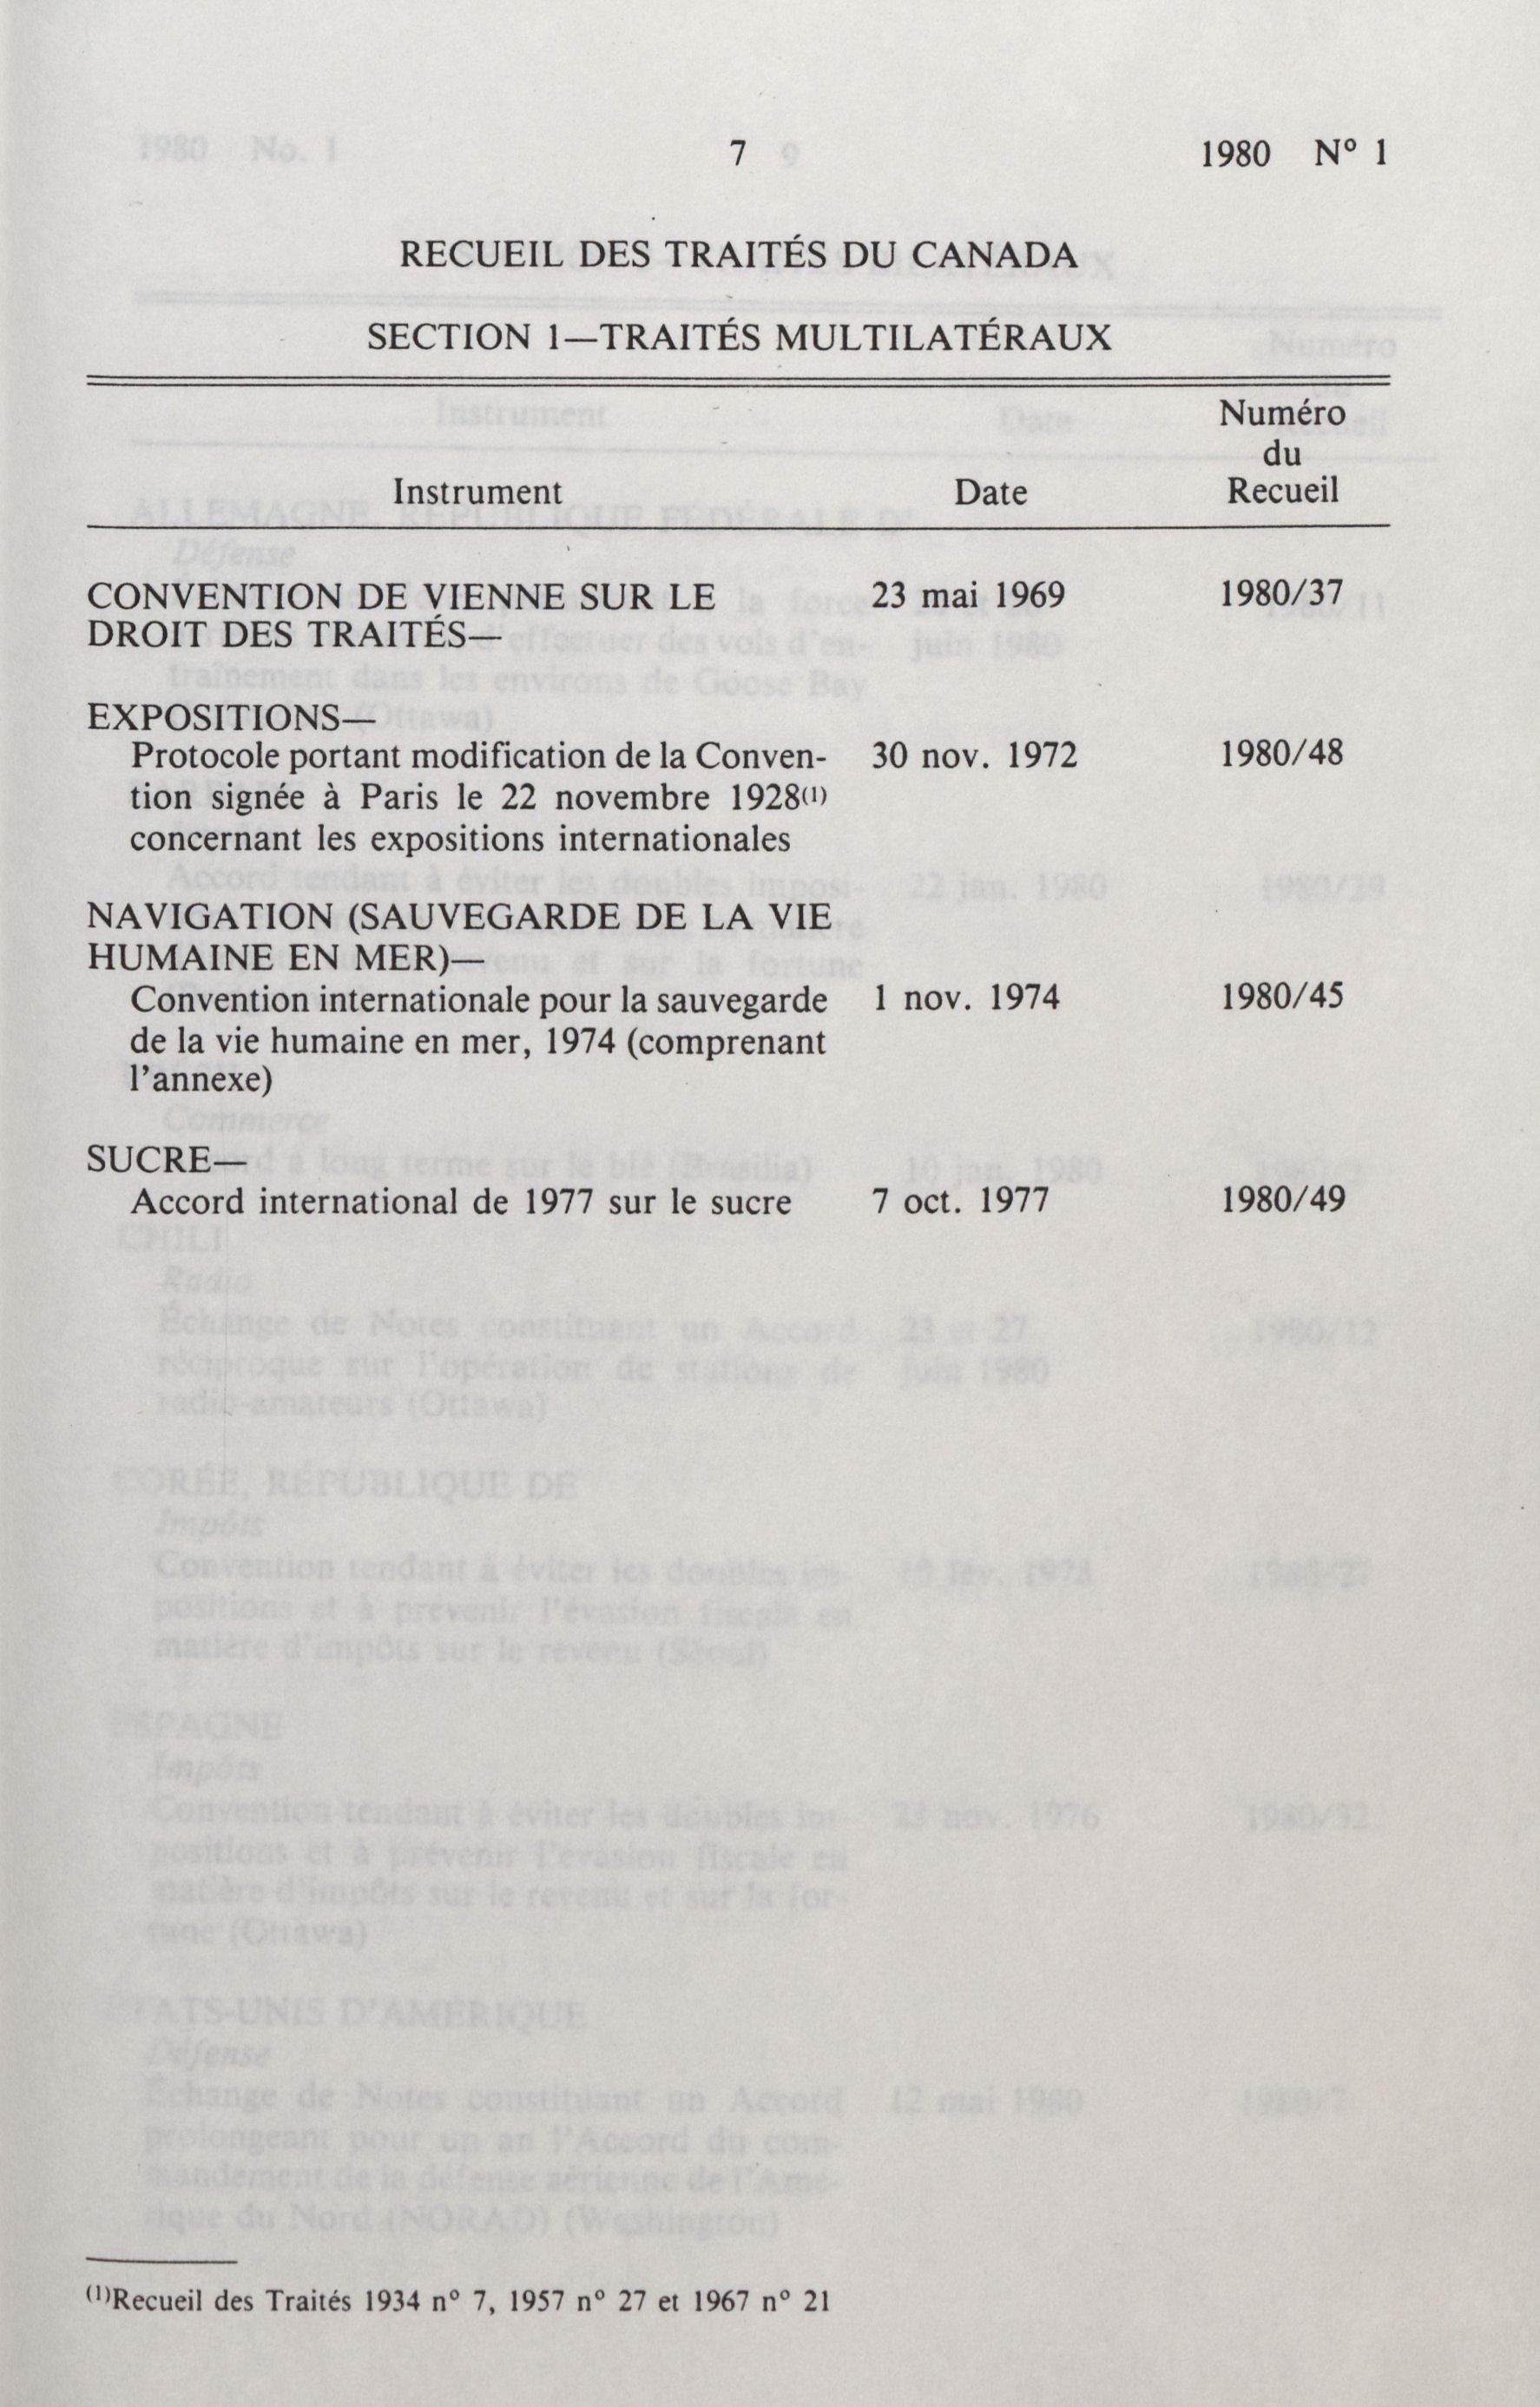 7 1980 Nº 1
RECUEIL DES TRAITÉS DU CANADA
SECTION 1—TRAITÉS MULTILATÉRAUX
Numéro
du
Instrument Date Recueil
CONVENTION DE VIENNE SUR LE 23 mai 1969 1980/37
DROIT DES TRAITÉS—
EXPOSITIONS—
Protocole portant modification de la Conven- 30 nov. 1972 1980/48
tion signée à Paris le 22 novembre 1928(1)
concernant les expositions internationales
NAVIGATION (SAUVEGARDE DE LA VIE
HUMAINE EN MER)—
Convention internationale pour la sauvegarde 1 nov. 1974 1980/45
de la vie humaine en mer, 1974 (comprenant
l'annexe)
SUCRE—
Accord international de 1977 sur le sucre 7 oct. 1977 1980/49
(1)Recueil des Traités 1934 nº 7, 1957 nº 27 et 1967 nº 21